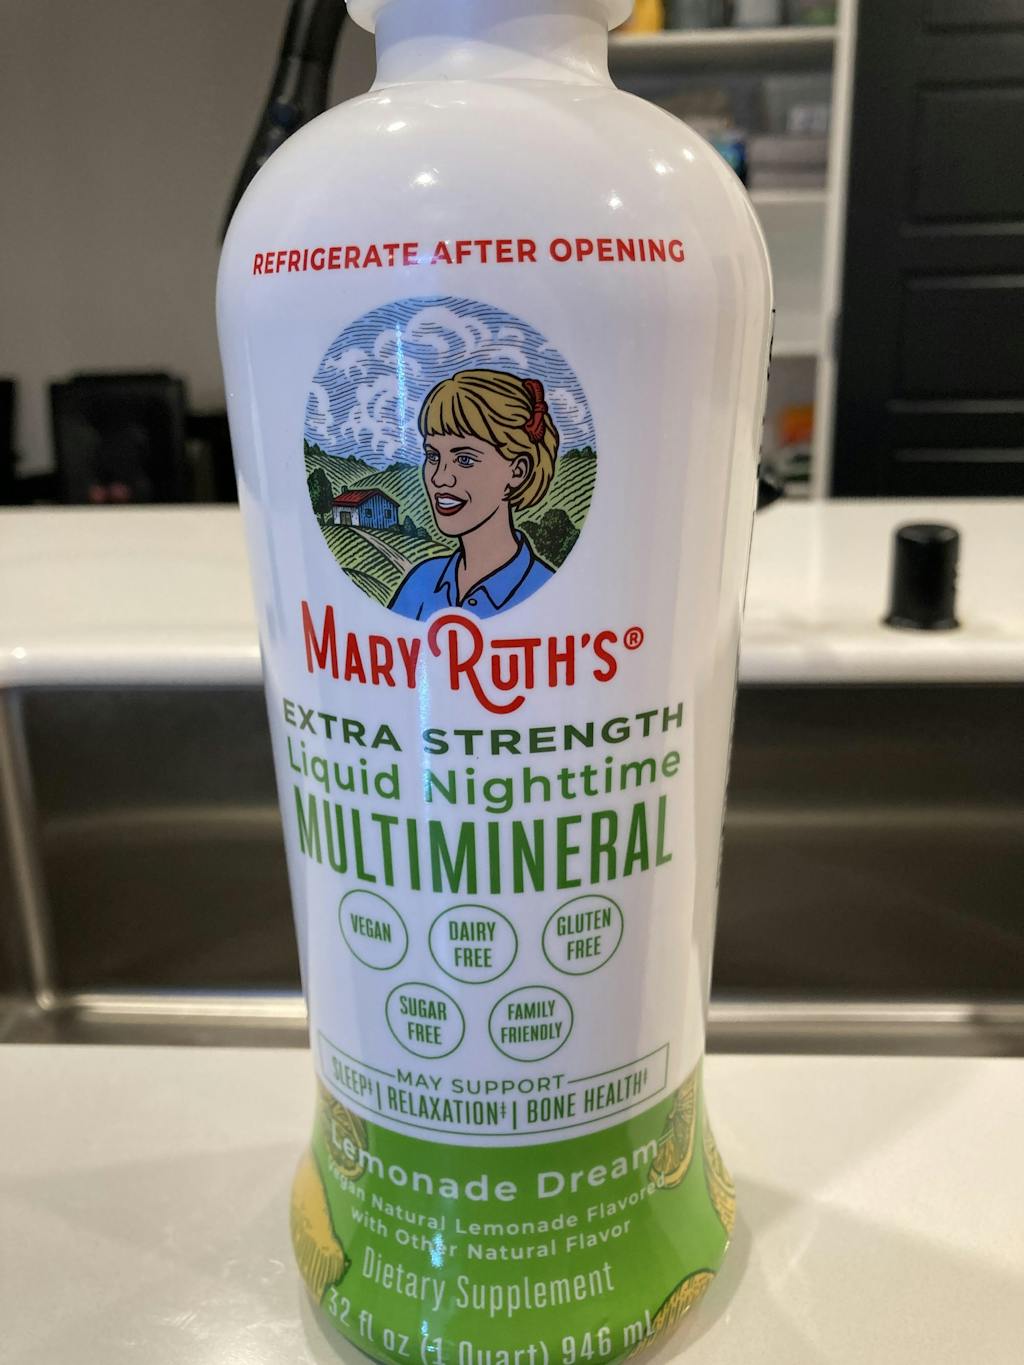 REFRIGERATE AFTER OPENING
MARY RUTH'S®
EXTRA STRENGTH
Liquid Nighttime
MULTIMINERAL
VEGAN
DAIRY
FREE
GLUTEN
FREE
SUGAR
FREE
FAMILY
FRIENDLY
MAY SUPPORT
SLEEP‡ | RELAXATION‡ | BONE HEALTH‡
Lemonade Dream
Vegan Natural Lemonade Flavored
with Other Natural Flavor
Dietary Supplement
32 fl oz (1 Quart) 946 mL